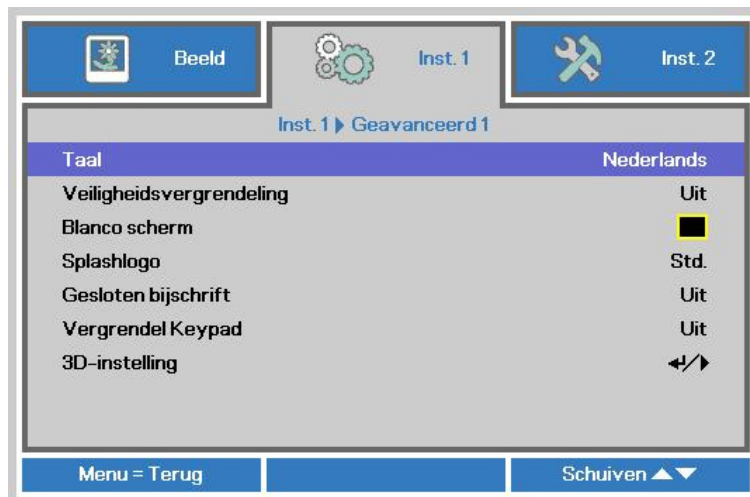 Beeld
Inst. 1
Inst. 2
Inst. 1 ▶ Geavanceerd 1
Taal Nederlands
Veiligheidsvergrendeling Uit
Blanco scherm
Splashlogo Std.
Gesloten bijschrift Uit
Vergrendel Keypad Uit
3D-instelling ↵/▶
Menu = Terug
Schuiven ▲▼